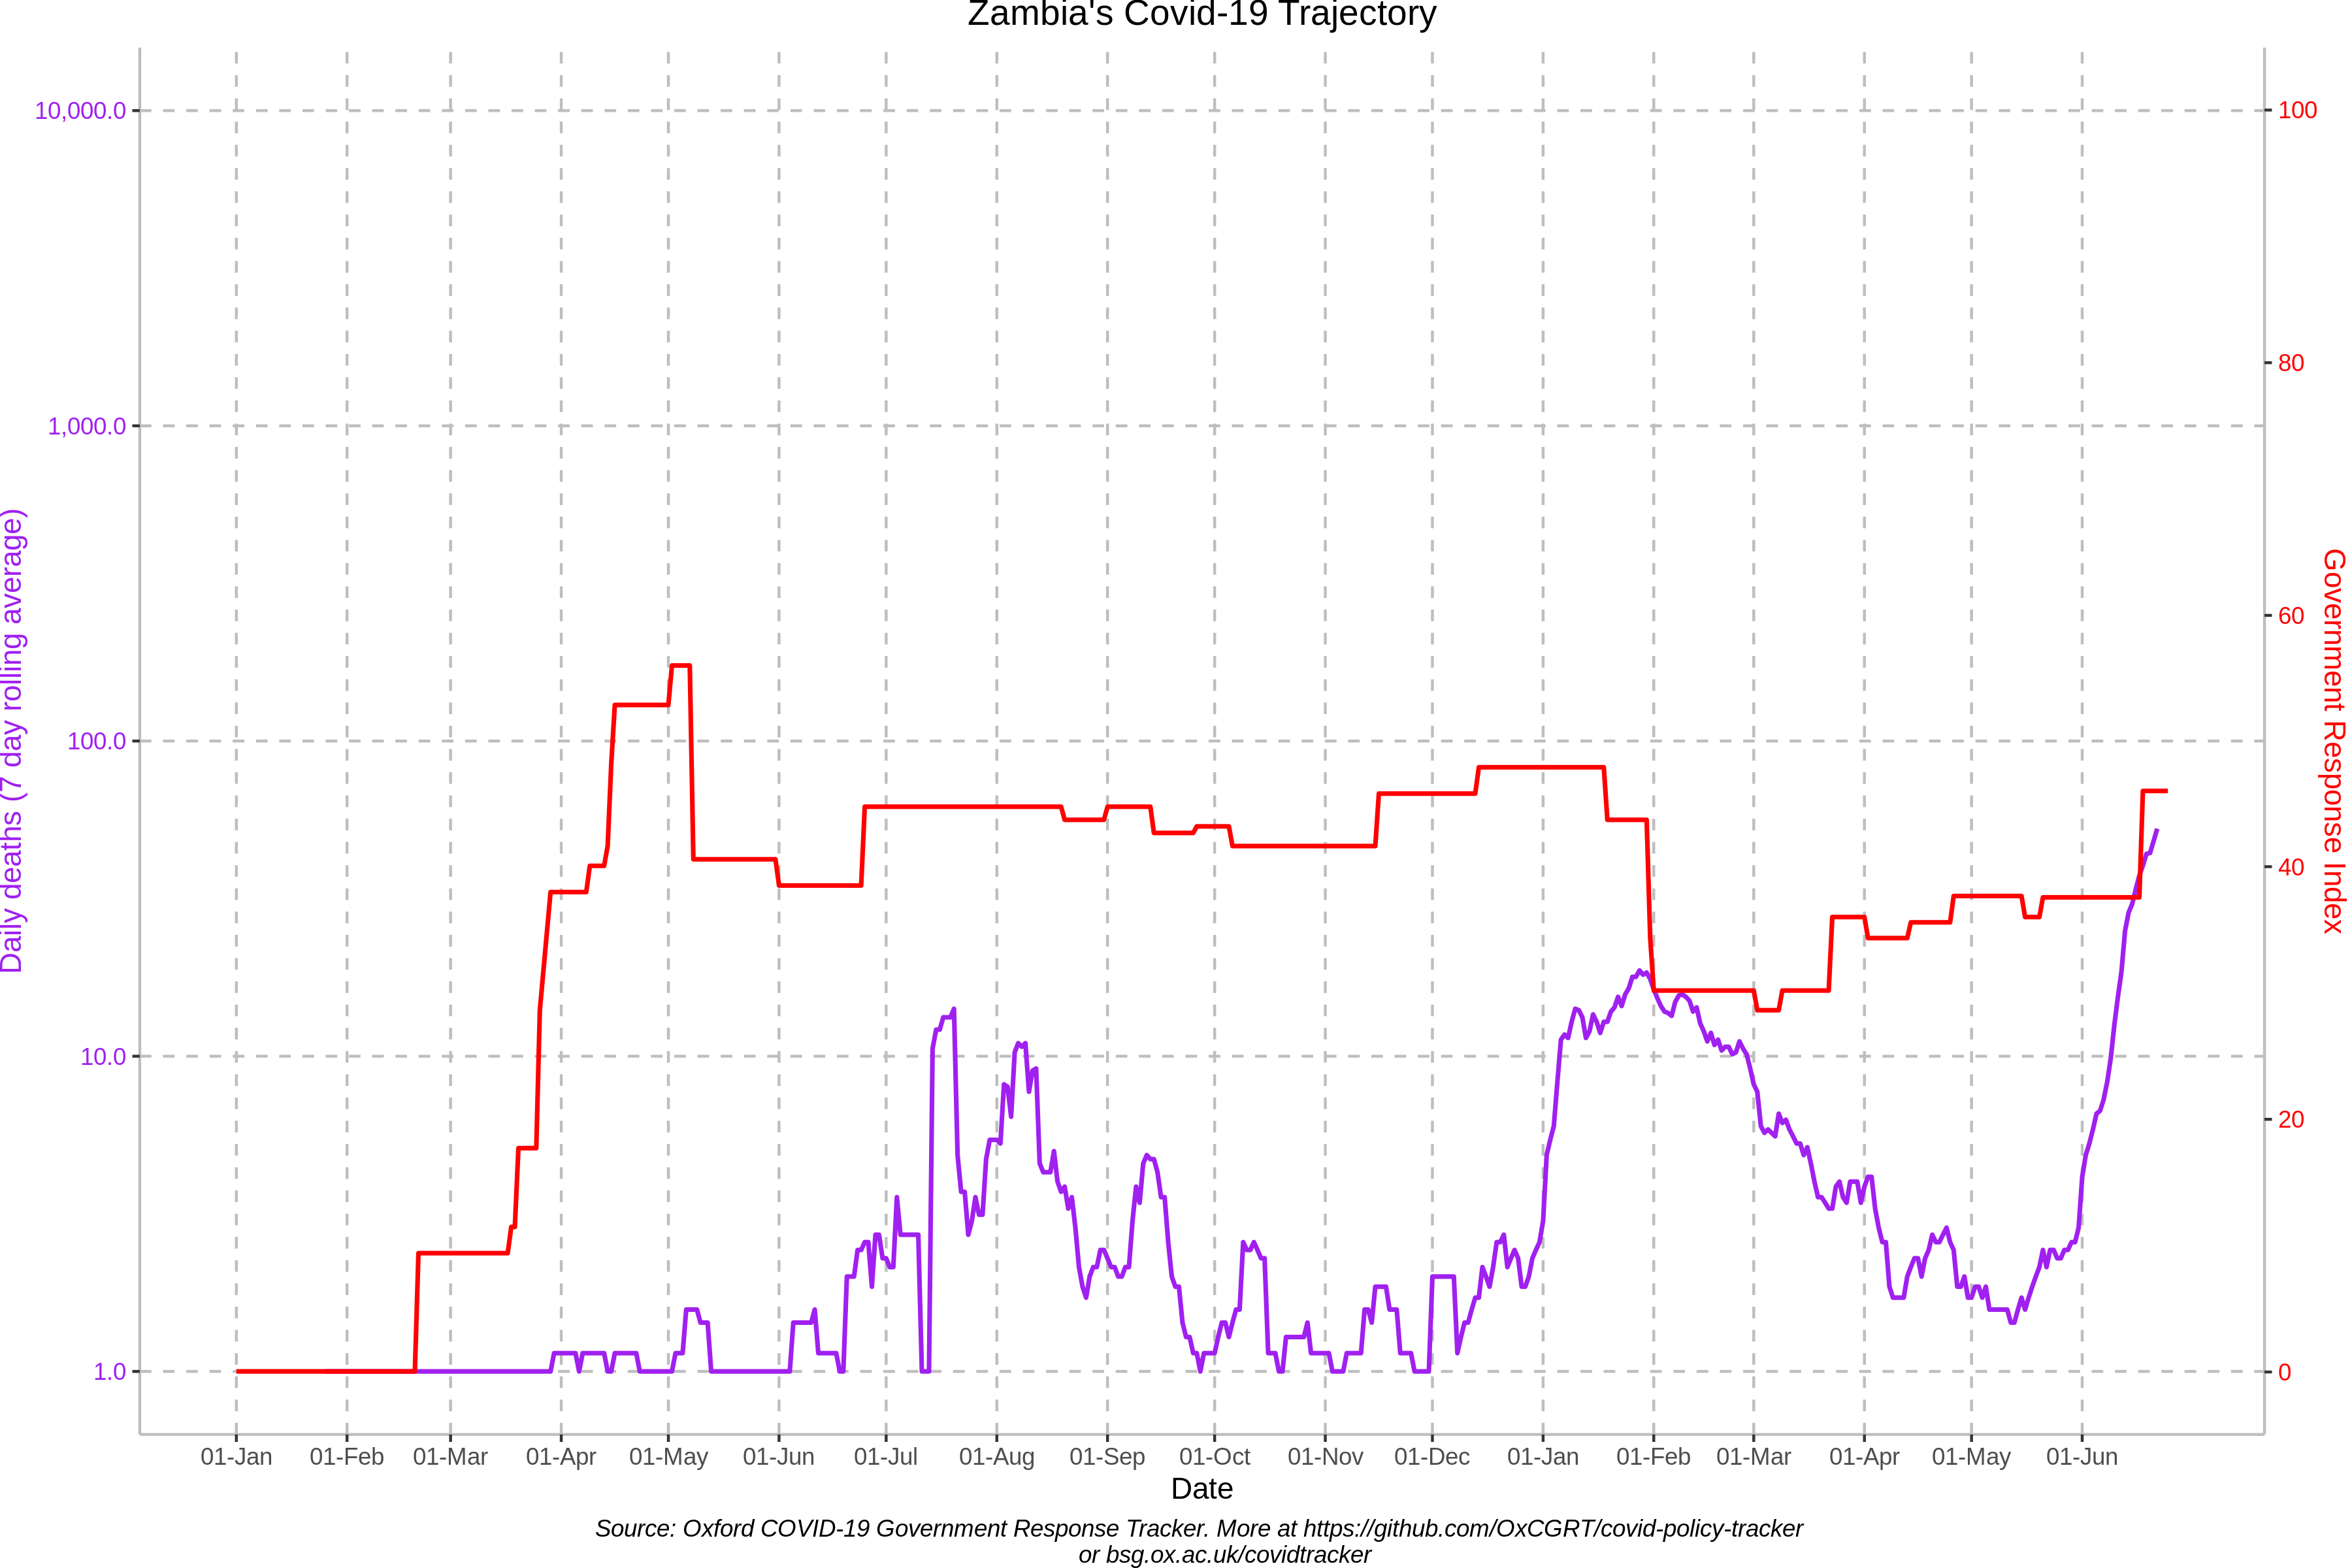 Zambia's Covid-19 Trajectory
10,000.0
1,000.0
100.0
10.0
1.0
Daily deaths (7 day rolling average)
100
80
60
40
20
0
Government Response Index
01-Jan 01-Feb 01-Mar 01-Apr 01-May 01-Jun 01-Jul 01-Aug 01-Sep 01-Oct 01-Nov 01-Dec 01-Jan 01-Feb 01-Mar 01-Apr 01-May 01-Jun
Date
Source: Oxford COVID-19 Government Response Tracker. More at https://github.com/OxCGRT/covid-policy-tracker
or bsg.ox.ac.uk/covidtracker